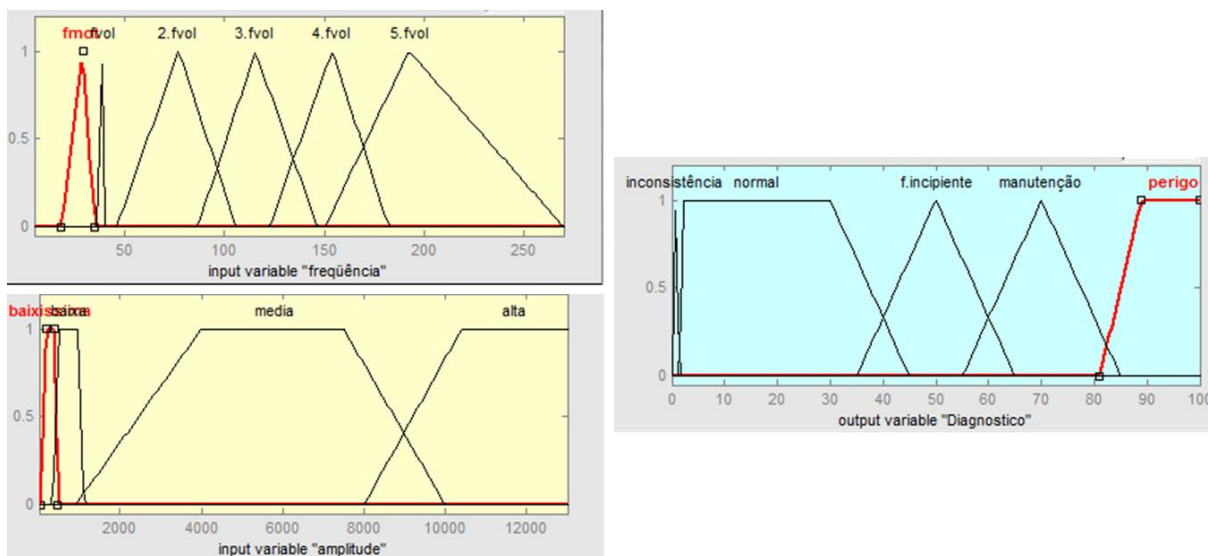 fmot fvol 2.fvol 3.fvol 4.fvol 5.fvol
1
0.5
0
50 100 150 200 250
input variable "freqüência"
baixa media alta
1
0.5
0
2000 4000 6000 8000 10000 12000
input variable "amplitude"
inconsistência normal f.incipiente manutenção perigo
1
0.5
0
0 10 20 30 40 50 60 70 80 90 100
output variable "Diagnostico"